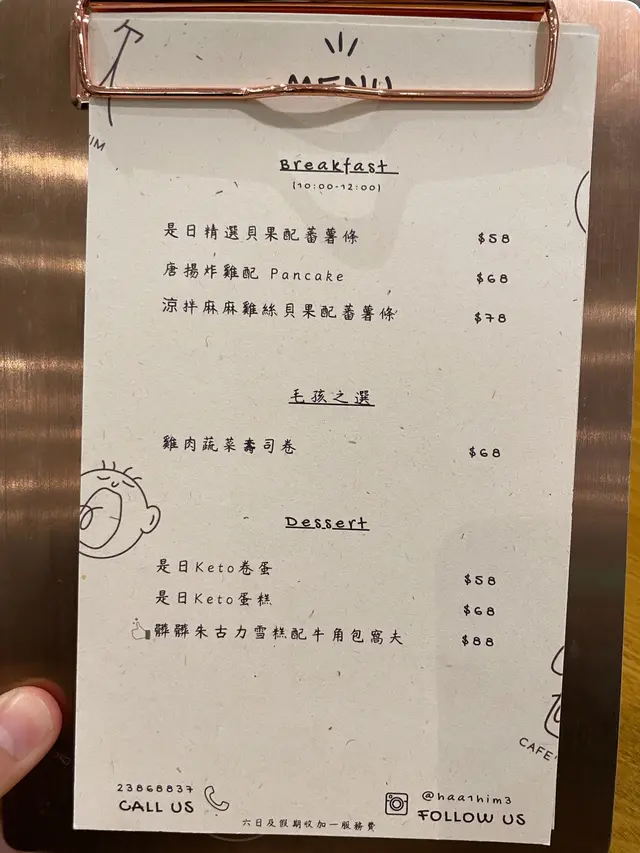 MENU
IM
Breakfast
(10:00-12:00)
是日精選貝果配蕃薯條 $58
唐揚炸雞配 Pancake $68
涼拌麻麻雞絲貝果配蕃薯條 $78
毛孩之選
雞肉蔬菜壽司卷 $68
Dessert
是日Keto卷蛋 $58
是日Keto蛋糕 $68
髒髒朱古力雪糕配牛角包窩夫 $88
CAFE
23868837
CALL US
@haa1him3
FOLLOW US
六日及假期收加一服務費